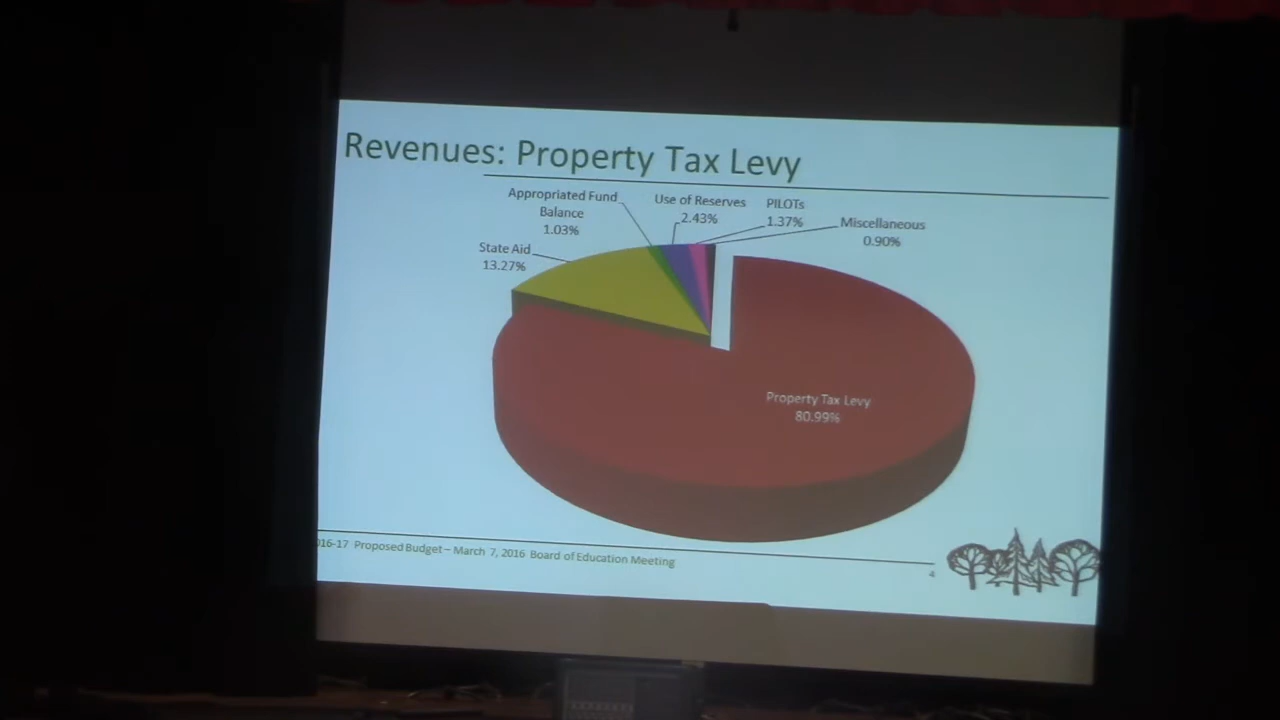 Revenues: Property Tax Levy
Appropriated Fund
Balance
1.03%
Use of Reserves
2.43%
PILOTs
1.37%
Miscellaneous
0.90%
State Aid
13.27%
Property Tax Levy
80.99%
16-17 Proposed Budget – March 7, 2016 Board of Education Meeting
4